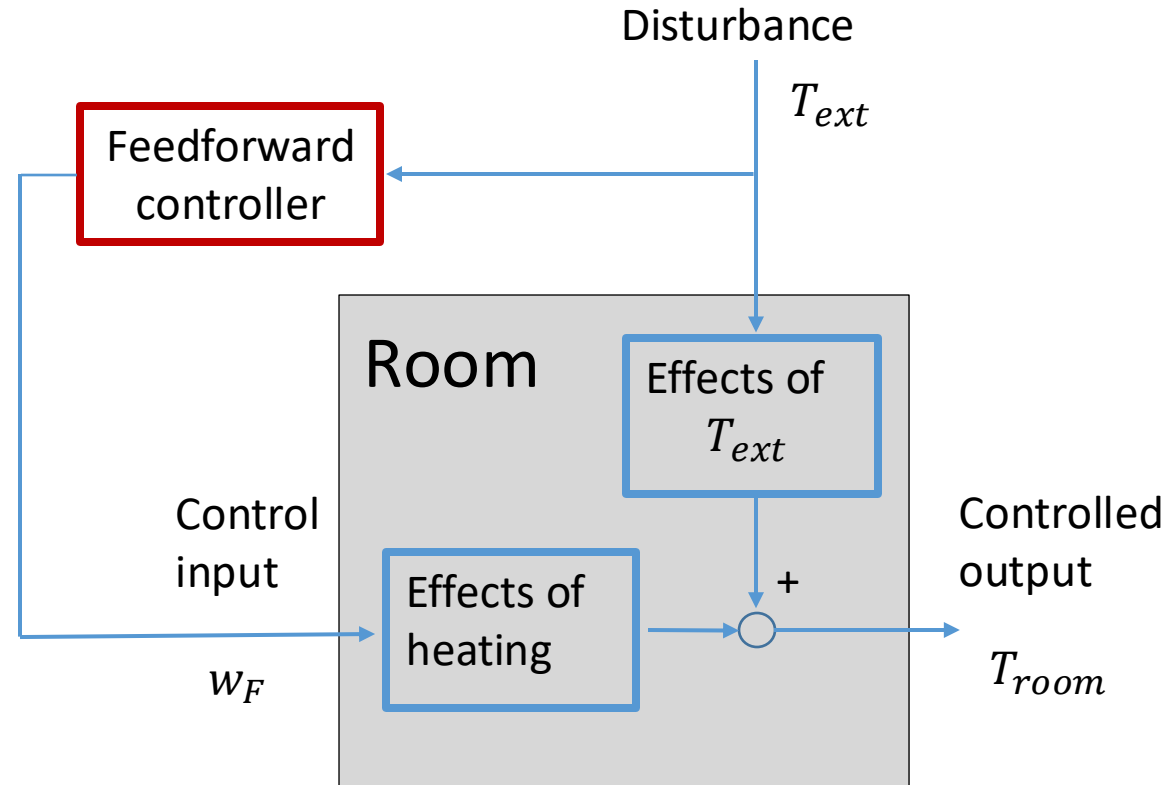 Disturbance
T_ext
Feedforward
controller
Room
Effects of
T_ext
Control
input
Controlled
output
Effects of
heating
+
w_F
T_room